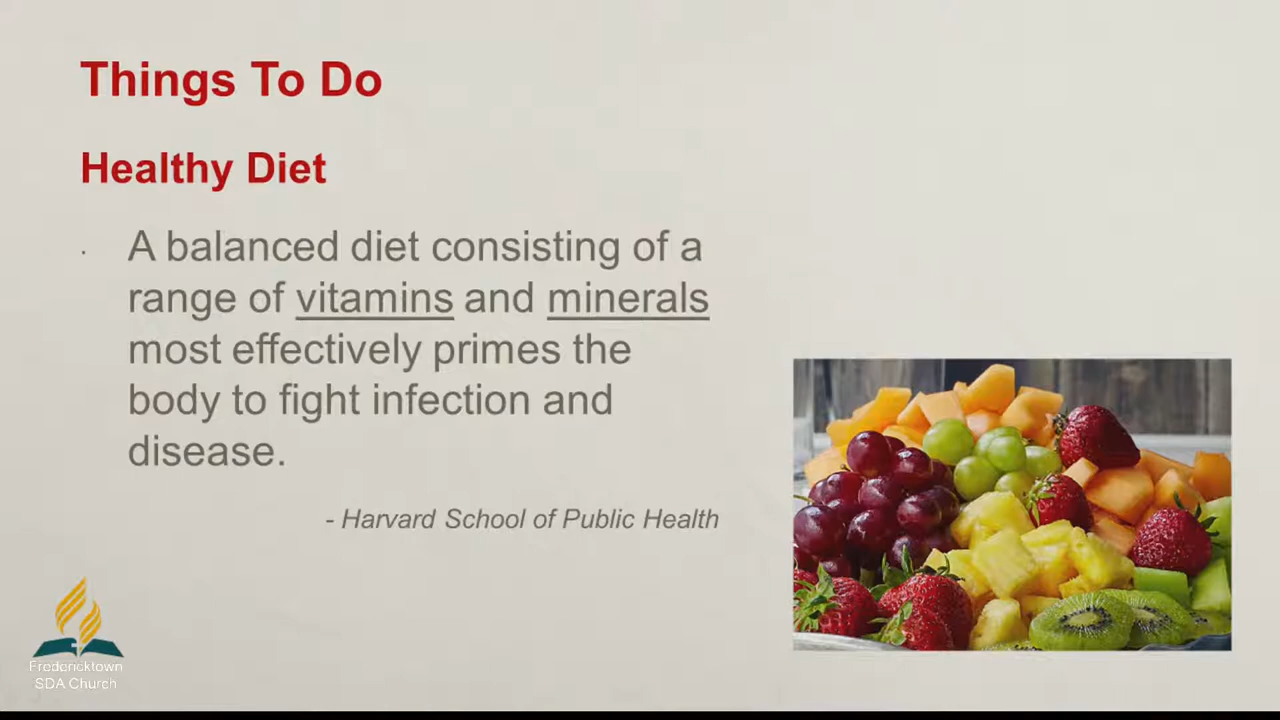 Things To Do
Healthy Diet
· A balanced diet consisting of a
range of vitamins and minerals
most effectively primes the
body to fight infection and
disease.
- Harvard School of Public Health
Fredericktown
SDA Church